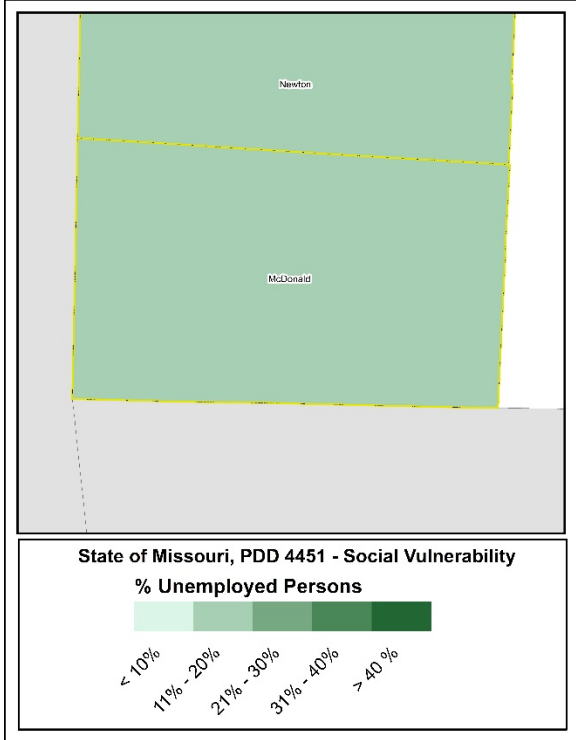 Newton
McDonald
State of Missouri, PDD 4451 - Social Vulnerability
% Unemployed Persons
< 10%
11% - 20%
21% - 30%
31% - 40%
> 40 %